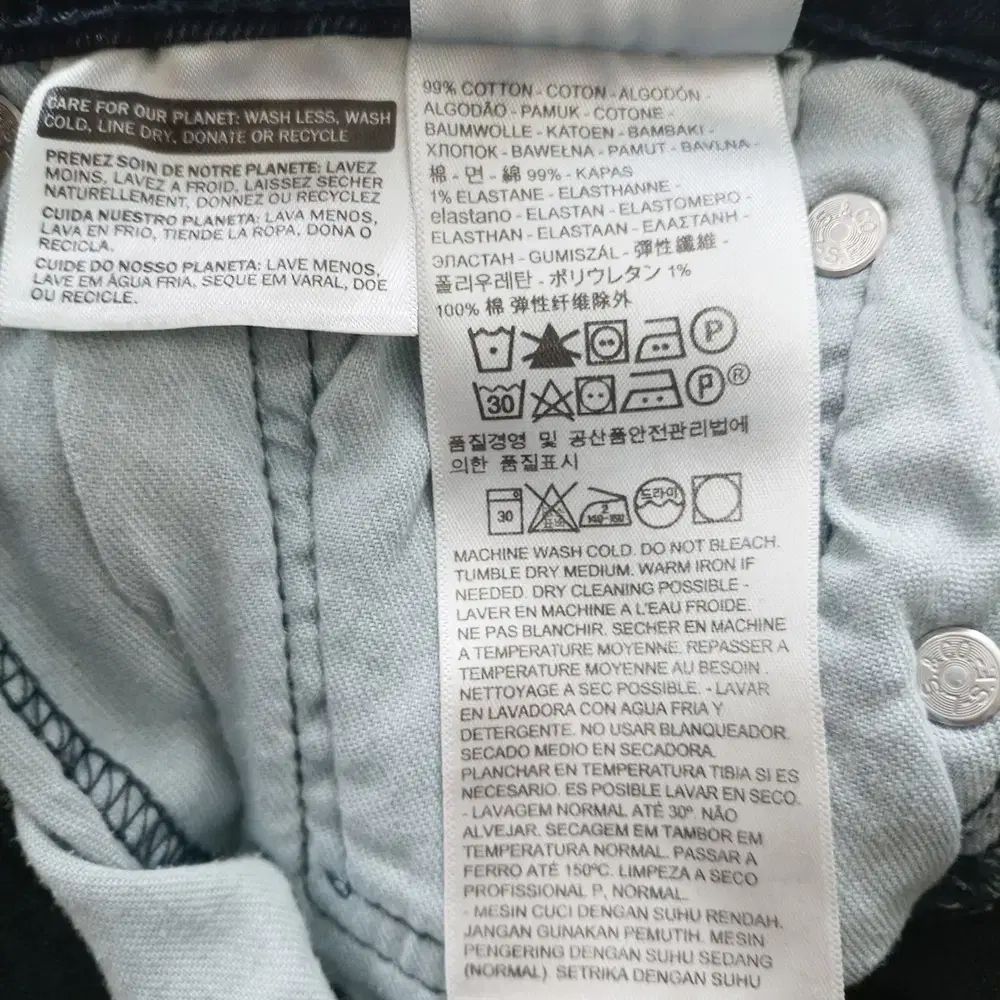 CARE FOR OUR PLANET: WASH LESS, WASH
COLD, LINE DRY, DONATE OR RECYCLE
PRENEZ SOIN DE NOTRE PLANETE: LAVEZ
MOINS, LAVEZ A FROID, LAISSEZ SECHER
NATURELLEMENT, DONNEZ OU RECYCLEZ
CUIDA NUESTRO PLANETA: LAVA MENOS,
LAVA EN FRIO, TIENDE LA ROPA, DONA O
RECICLA.
CUIDE DO NOSSO PLANETA: LAVE MENOS,
LAVE EM ÁGUA FRIA, SEQUE EM VARAL, DOE
OU RECICLE.
99% COTTON - COTON - ALGODÓN -
ALGODÃO - PAMUK - COTONE -
BAUMWOLLE - KATOEN - BAMBAKI -
ХЛОПОК - BAWEŁNA - PAMUT - BAVLNA -
棉 - 면 - 綿 99% - KAPAS
1% ELASTANE - ELASTHANNE -
elastano - ELASTAN - ELASTOMERO -
ELASTHAN - ELASTAAN - ΕΛΑΣΤΑΝΗ -
ЭЛАСТАН - GUMISZÁL - 彈性纖維 -
폴리우레탄 - ポリウレタン 1%
100% 棉 弹性纤维除外
P
30 P ®
품질경영 및 공산품안전관리법에
의한 품질표시
30 표백 2 140-150 드라이
MACHINE WASH COLD. DO NOT BLEACH.
TUMBLE DRY MEDIUM. WARM IRON IF
NEEDED. DRY CLEANING POSSIBLE -
LAVER EN MACHINE A L'EAU FROIDE.
NE PAS BLANCHIR. SECHER EN MACHINE
A TEMPERATURE MOYENNE. REPASSER A
TEMPERATURE MOYENNE AU BESOIN.
NETTOYAGE A SEC POSSIBLE. - LAVAR
EN LAVADORA CON AGUA FRIA Y
DETERGENTE. NO USAR BLANQUEADOR.
SECADO MEDIO EN SECADORA.
PLANCHAR EN TEMPERATURA TIBIA SI ES
NECESARIO. ES POSIBLE LAVAR EN SECO.
- LAVAGEM NORMAL ATÉ 30º. NÃO
ALVEJAR. SECAGEM EM TAMBOR EM
TEMPERATURA NORMAL. PASSAR A
FERRO ATÉ 150ºC. LIMPEZA A SECO
PROFISSIONAL P, NORMAL.
- MESIN CUCI DENGAN SUHU RENDAH.
JANGAN GUNAKAN PEMUTIH. MESIN
PENGERING DENGAN SUHU SEDANG
(NORMAL). SETRIKA DENGAN SUHU